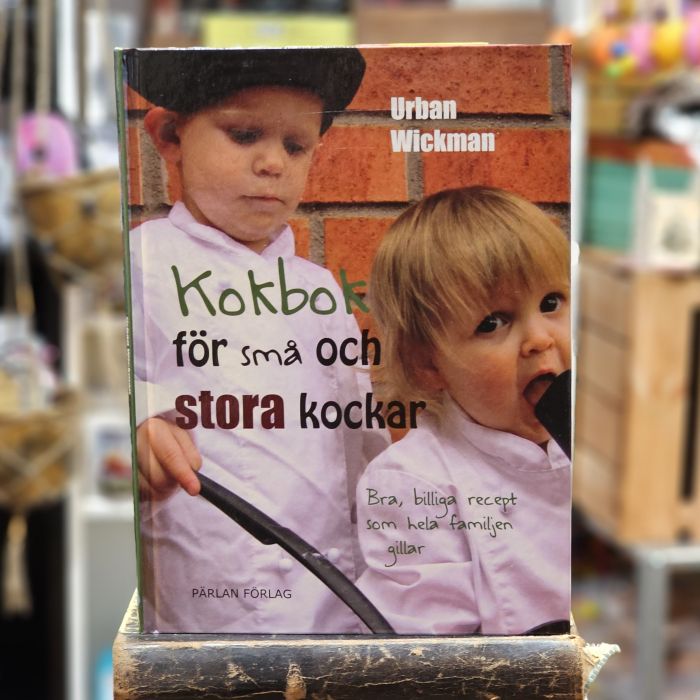 Urban
Wickman
Kokbok
för små och
stora kockar
Bra, billiga recept
som hela familjen
gillar
PÄRLAN FÖRLAG